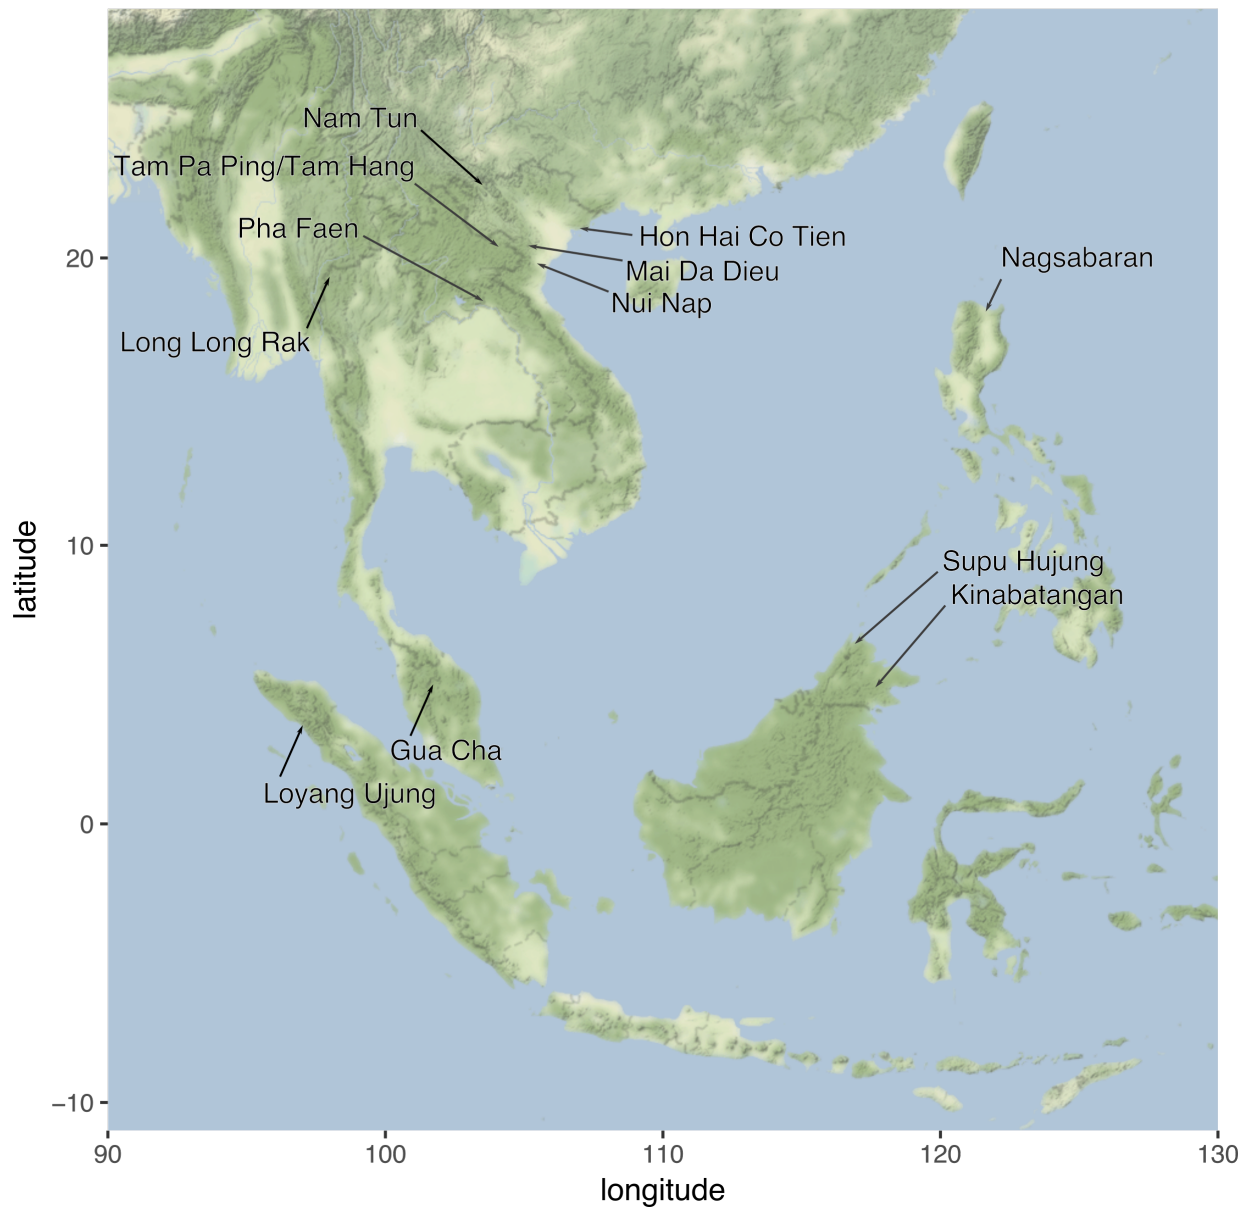 Nam Tun
Tam Pa Ping/Tam Hang
Pha Faen
Hon Hai Co Tien
Mai Da Dieu
Nui Nap
Nagsabaran
Long Long Rak
Supu Hujung
Kinabatangan
Gua Cha
Loyang Ujung
20
10
0
−10
latitude
90
100
110
120
130
longitude